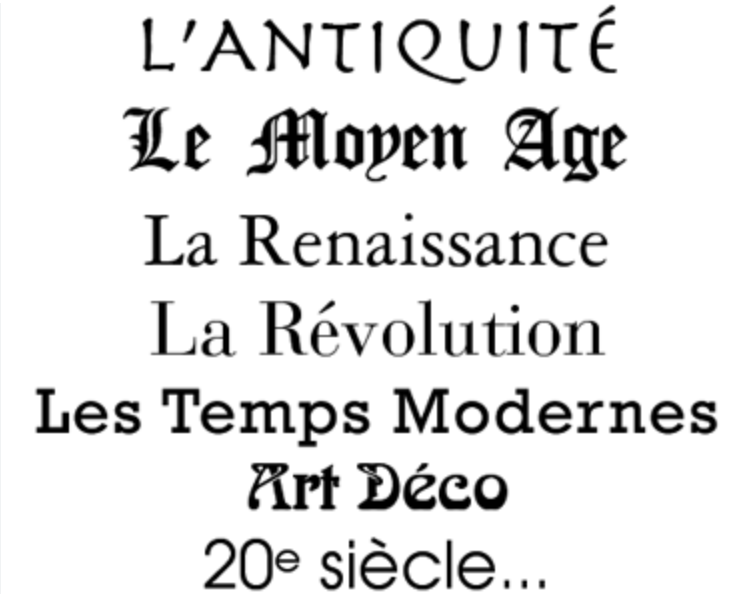 L'ANTIQUITÉ
Le Moyen Age
La Renaissance
La Révolution
Les Temps Modernes
Art Déco
20e siècle...